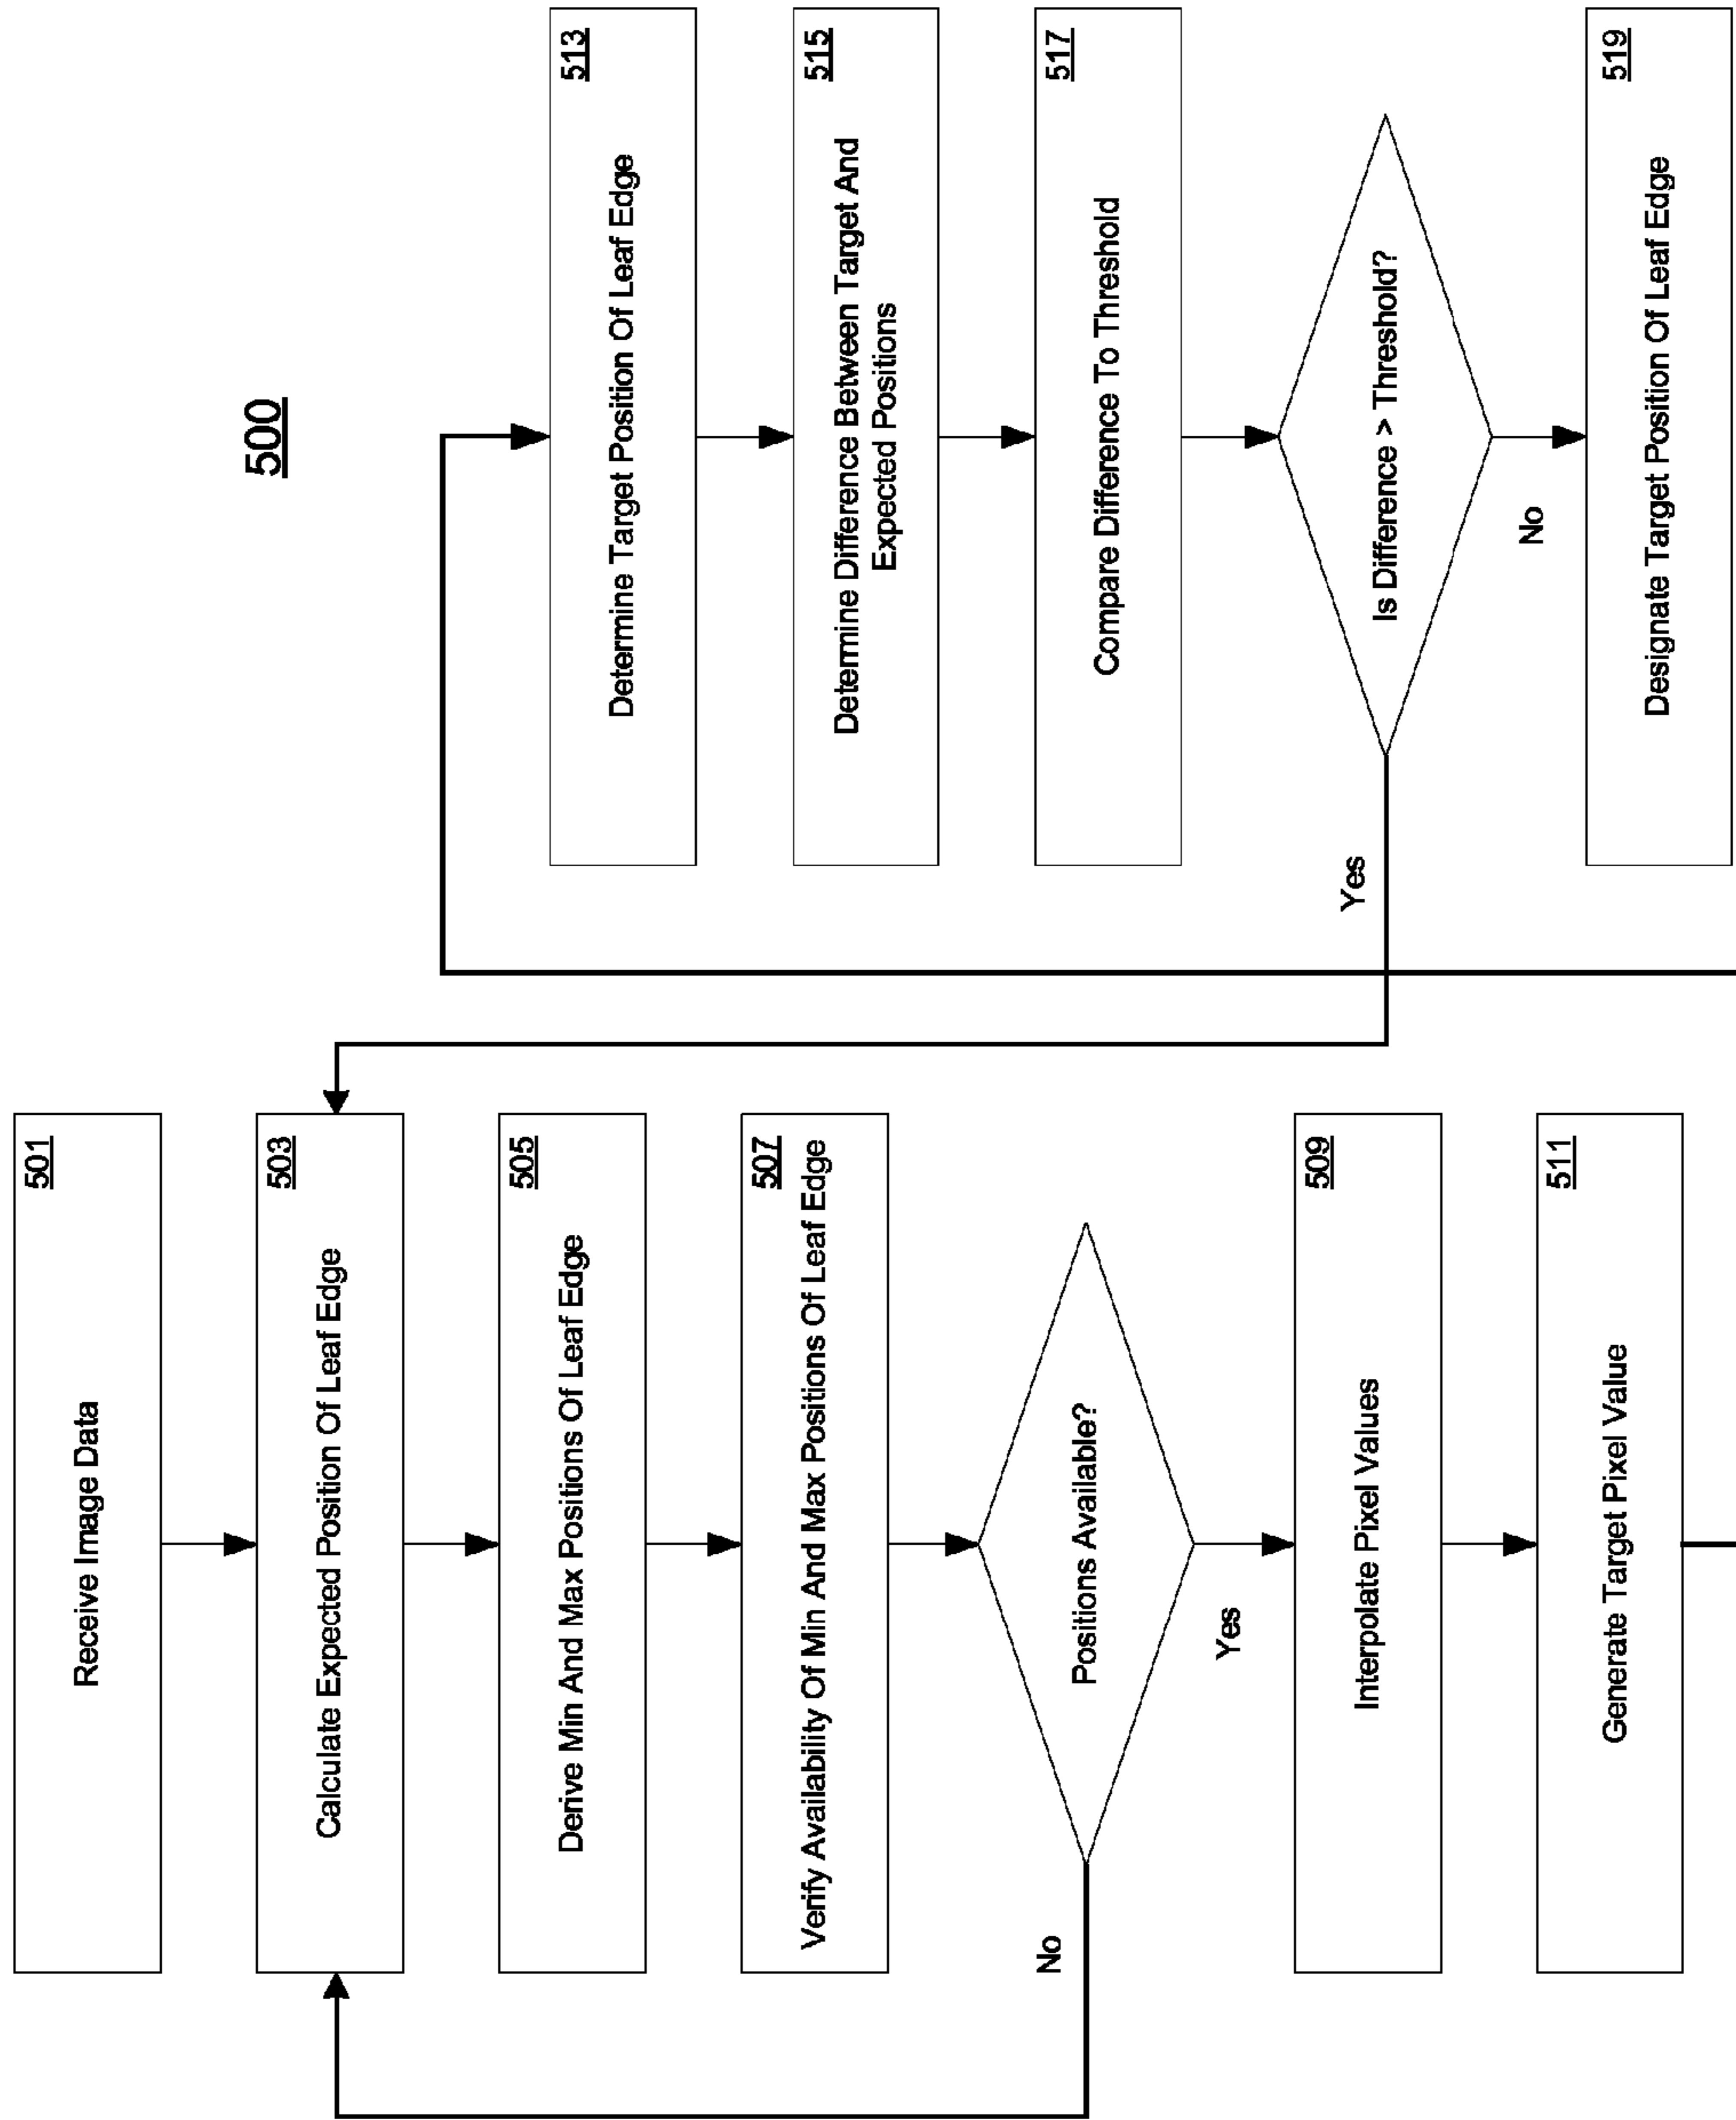 500
501
Receive Image Data
503
Calculate Expected Position Of Leaf Edge
505
Derive Min And Max Positions Of Leaf Edge
507
Verify Availability Of Min And Max Positions Of Leaf Edge
Positions Available?
No
Yes
509
Interpolate Pixel Values
511
Generate Target Pixel Value
513
Determine Target Position Of Leaf Edge
515
Determine Difference Between Target And
Expected Positions
517
Compare Difference To Threshold
Is Difference > Threshold?
Yes
No
519
Designate Target Position Of Leaf Edge